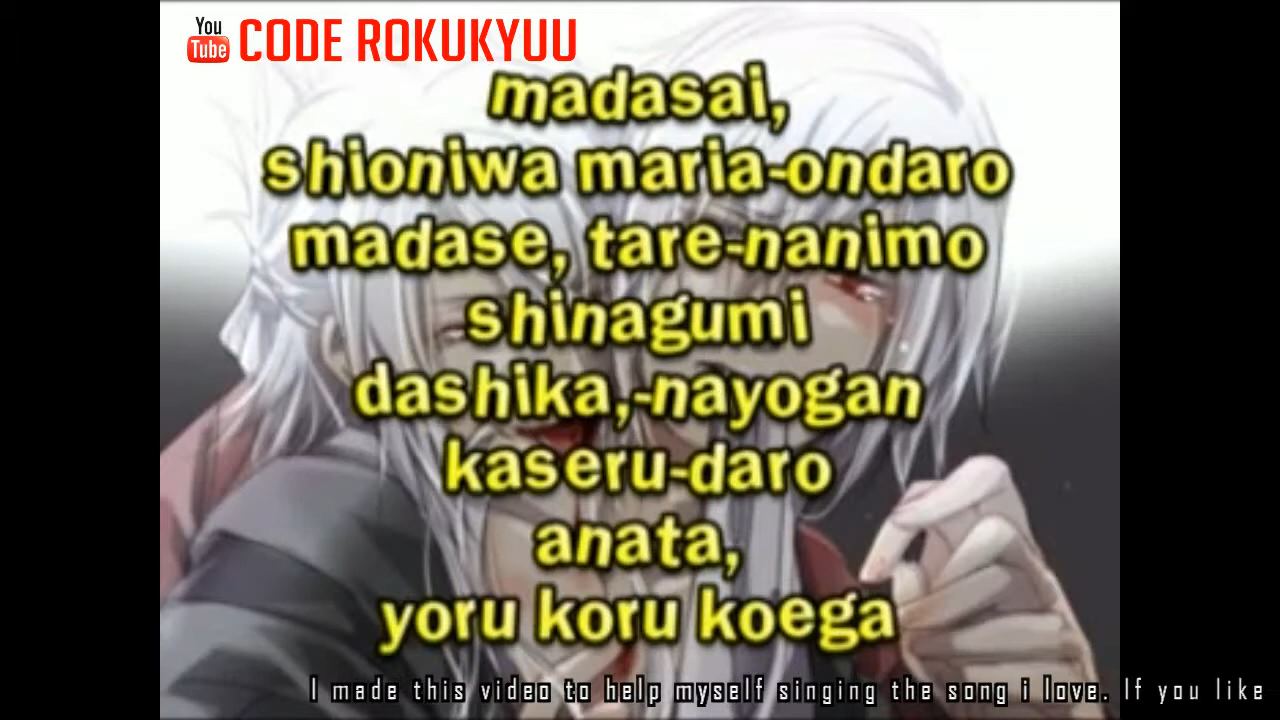 You Tube CODE ROKUKYUU
madasai,
shioniwa maria-ondaro
madase, tare-nanimo
shinagumi
dashika,-nayogan
kaseru-daro
anata,
yoru koru koega
I made this video to help myself singing the song i love. If you like